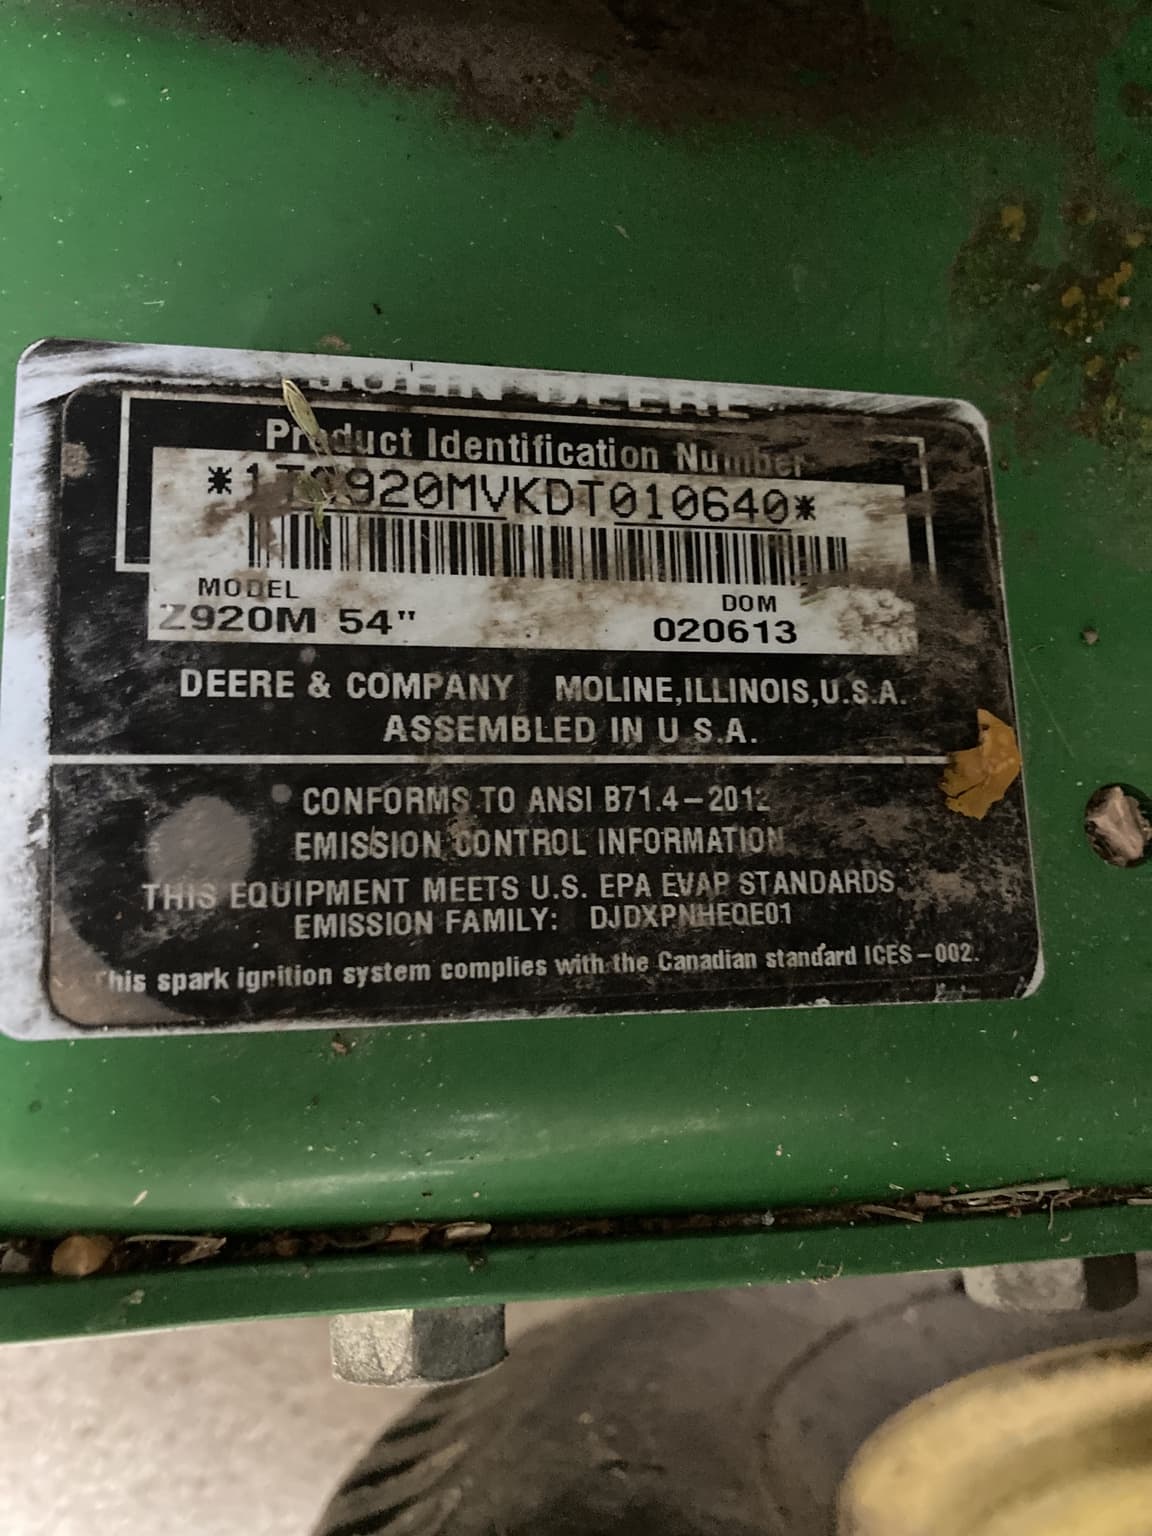 JOHN DEERE
Product Identification Number
MODEL
Z920M 54"
DOM
020613
DEERE & COMPANY MOLINE,ILLINOIS,U.S.A.
ASSEMBLED IN U S.A.
CONFORMS TO ANSI B71.4-2012
EMISSION CONTROL INFORMATION
THIS EQUIPMENT MEETS U.S. EPA EVAP STANDARDS.
EMISSION FAMILY: DJDXPNHEQE01
This spark ignition system complies with the Canadian standard ICES-002.